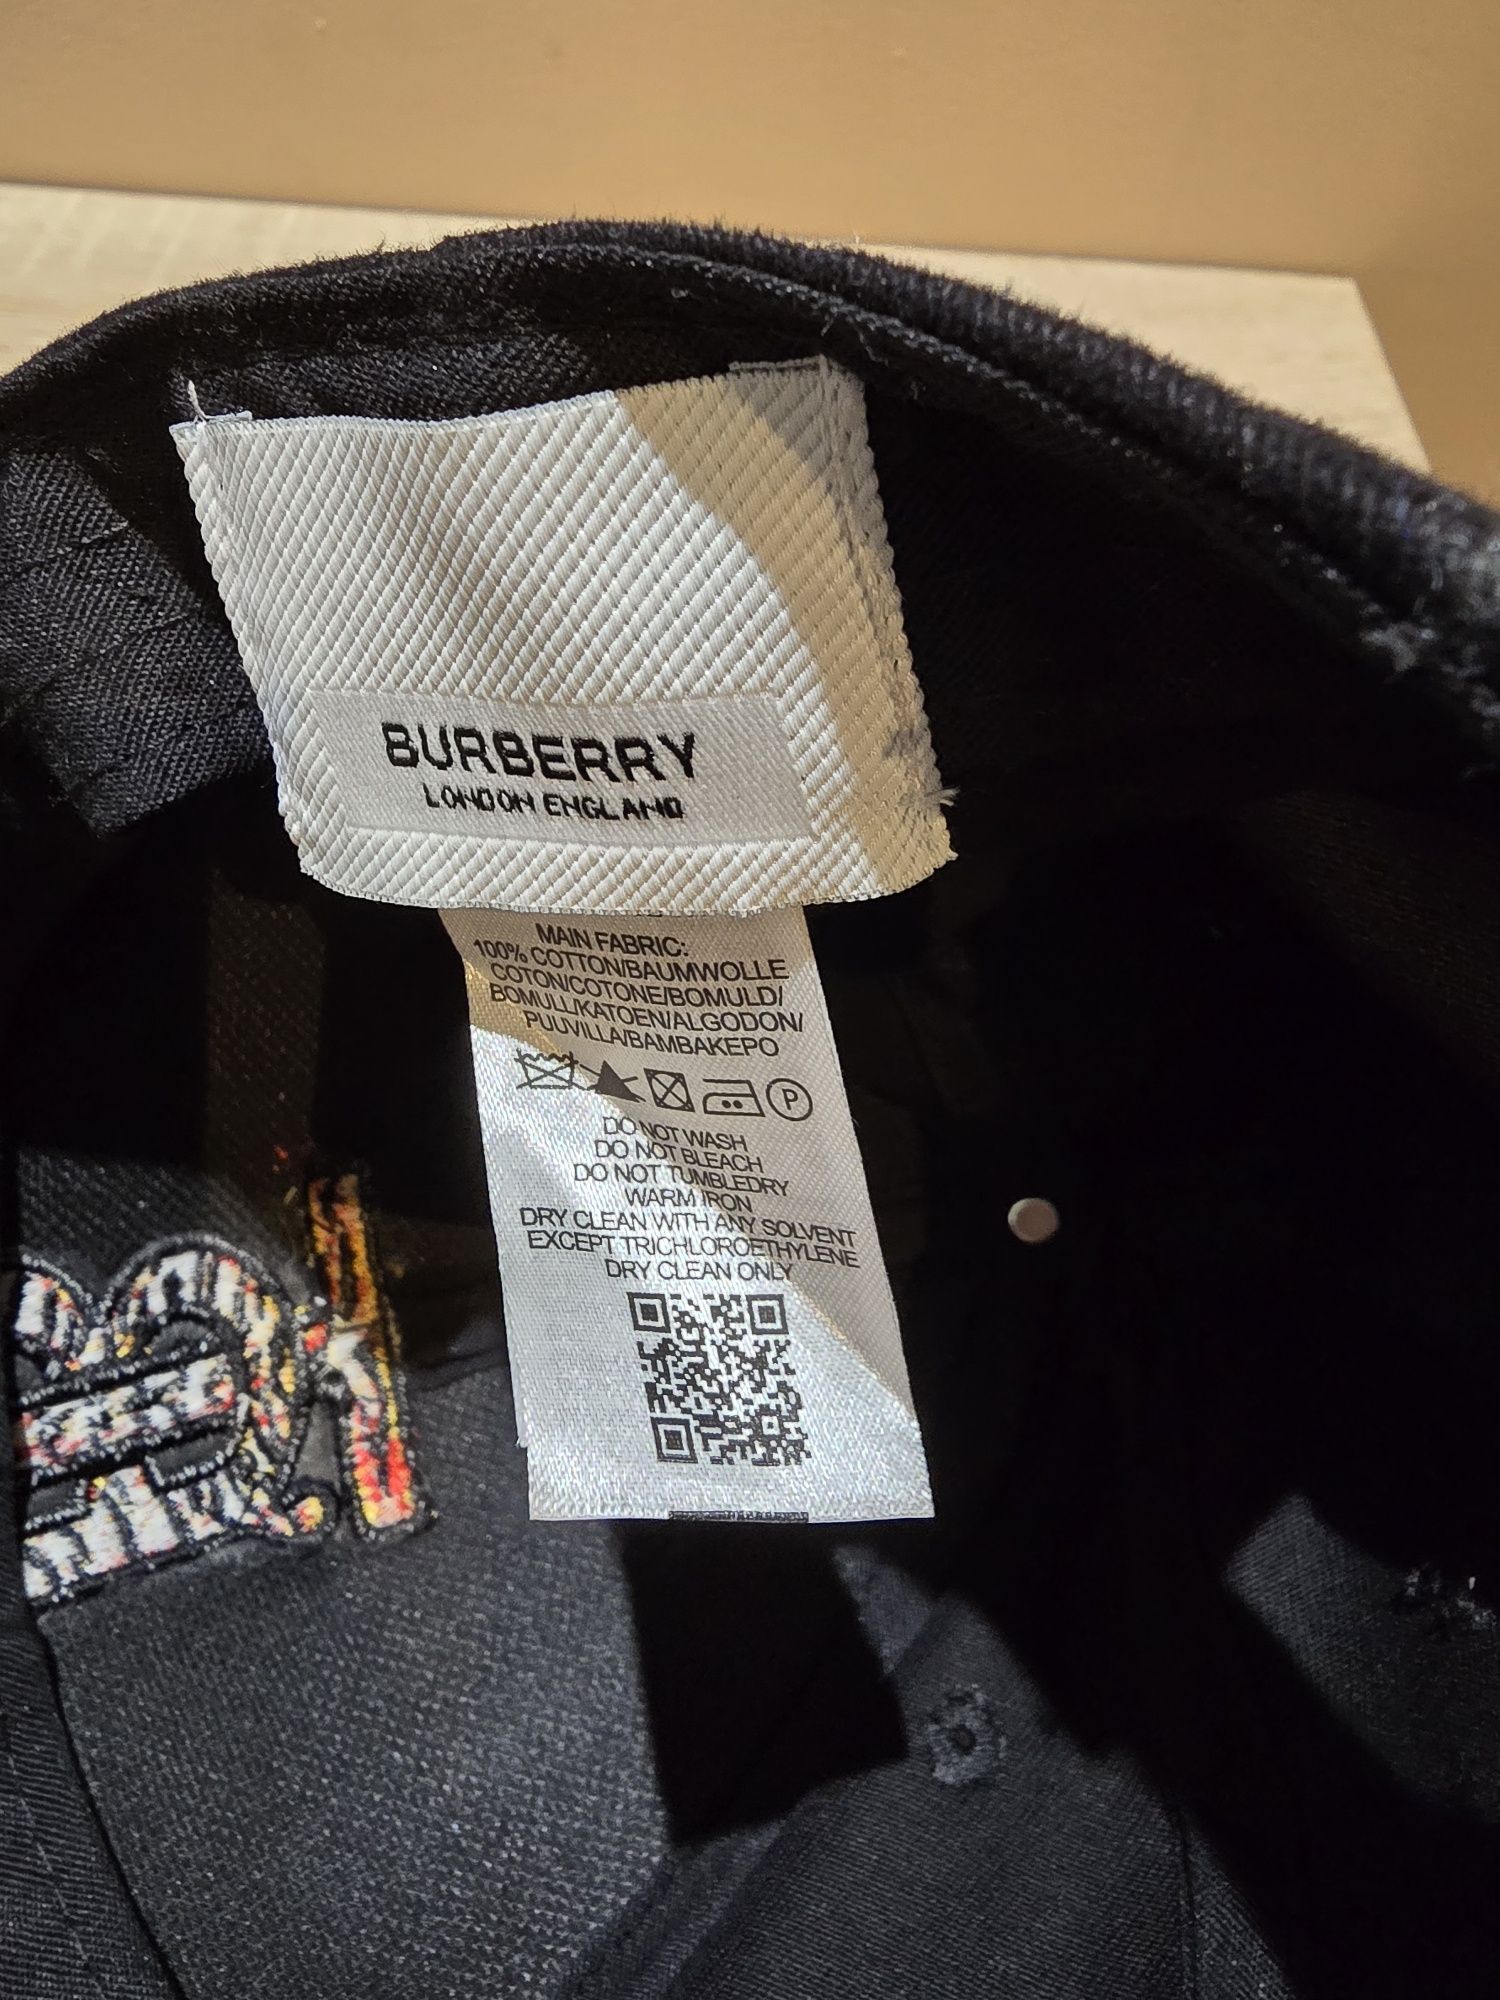 BURBERRY
LONDON ENGLAND
MAIN FABRIC:
100% COTTON/BAUMWOLLE
COTON/COTONE/BOMULD/
BOMULL/KATOEN/ALGODON/
PUUVILLA/BAMBAKEPO
P
DO NOT WASH
DO NOT BLEACH
DO NOT TUMBLEDRY
WARM IRON
DRY CLEAN WITH ANY SOLVENT
EXCEPT TRICHLOROETHYLENE
DRY CLEAN ONLY